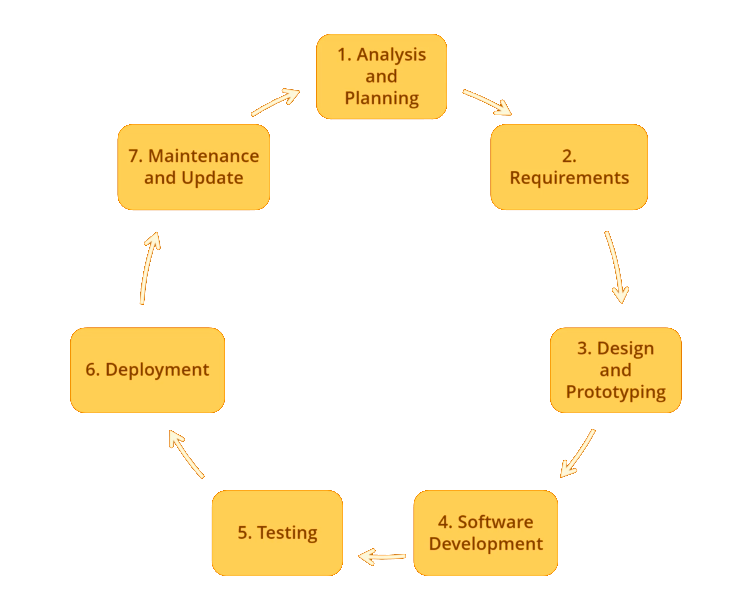 1. Analysis
and
Planning
2.
Requirements
3. Design
and
Prototyping
4. Software
Development
5. Testing
6. Deployment
7. Maintenance
and Update